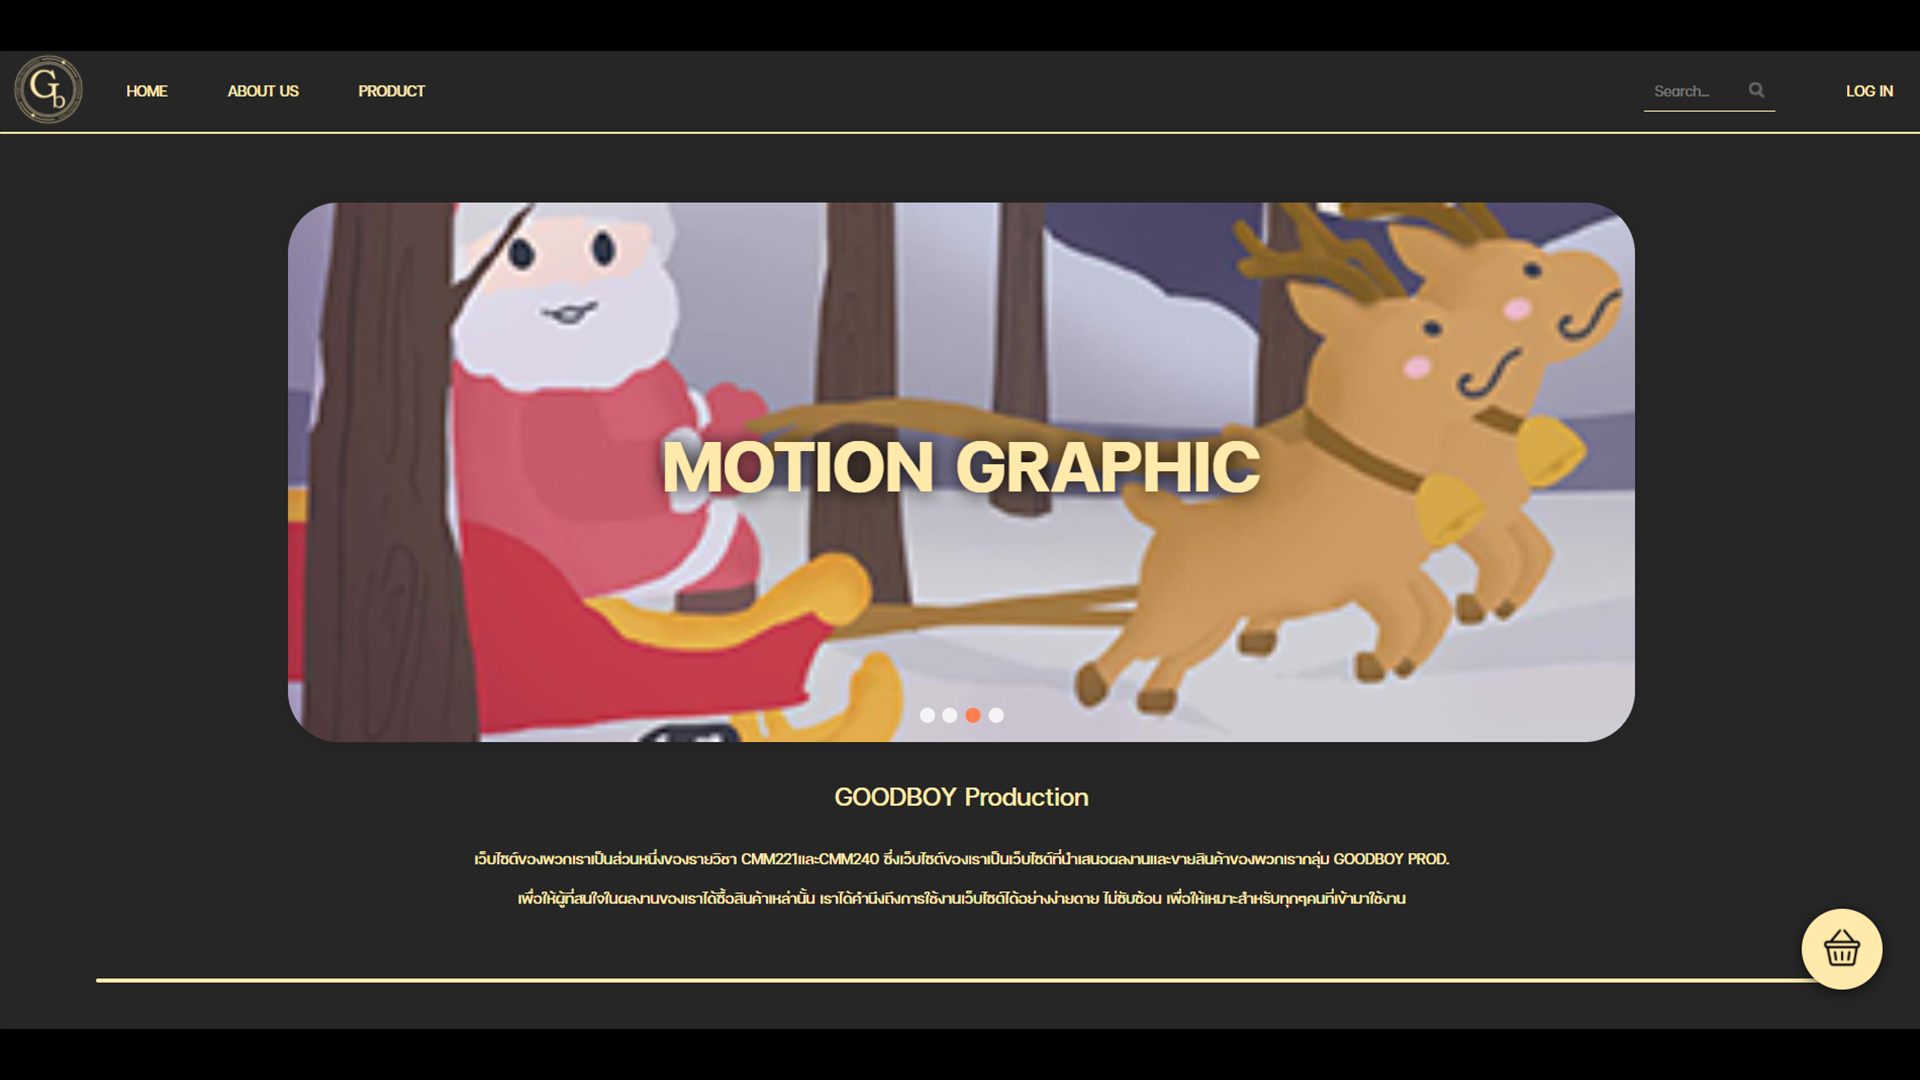 Gb
HOME ABOUT US PRODUCT Search... LOG IN
MOTION GRAPHIC
GOODBOY Production
เว็บไซต์ของพวกเราเป็นส่วนหนึ่งของรายวิชา CMM221และCMM240 ซึ่งเว็บไซต์ของเราเป็นเว็บไซต์ที่นำเสนอผลงานและขายสินค้าของพวกเรากลุ่ม GOODBOY PROD.
เพื่อให้ผู้ที่สนใจในผลงานของเราได้ซื้อสินค้าเหล่านั้น เราได้คำนึงถึงการใช้งานเว็บไซต์ได้อย่างง่ายดาย ไม่ซับซ้อน เพื่อให้เหมาะสำหรับทุกๆคนที่เข้ามาใช้งาน